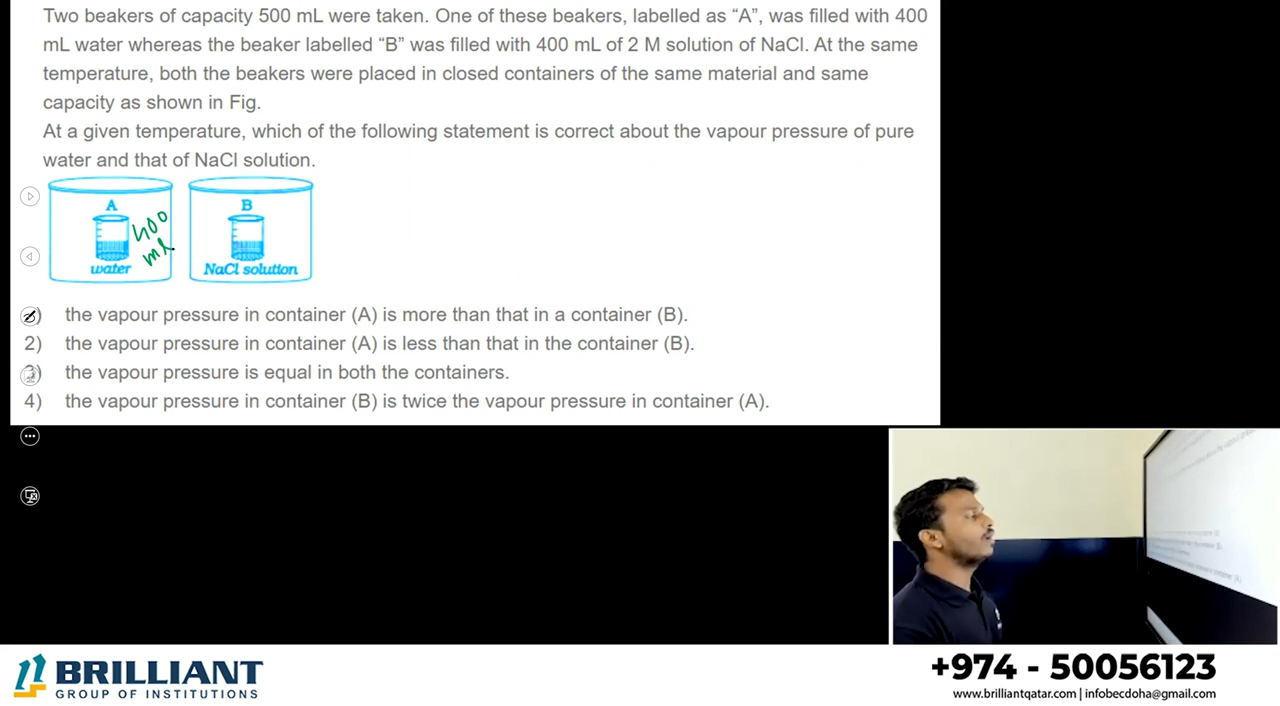 Two beakers of capacity 500 mL were taken. One of these beakers, labelled as “A”, was filled with 400
mL water whereas the beaker labelled “B” was filled with 400 mL of 2 M solution of NaCl. At the same
temperature, both the beakers were placed in closed containers of the same material and same
capacity as shown in Fig.
At a given temperature, which of the following statement is correct about the vapour pressure of pure
water and that of NaCl solution.
A
400
ml
water
B
NaCl solution
) the vapour pressure in container (A) is more than that in a container (B).
2) the vapour pressure in container (A) is less than that in the container (B).
3) the vapour pressure is equal in both the containers.
4) the vapour pressure in container (B) is twice the vapour pressure in container (A).
BRILLIANT
GROUP OF INSTITUTIONS
+974 - 50056123
www.brilliantqatar.com | infobecdoha@gmail.com